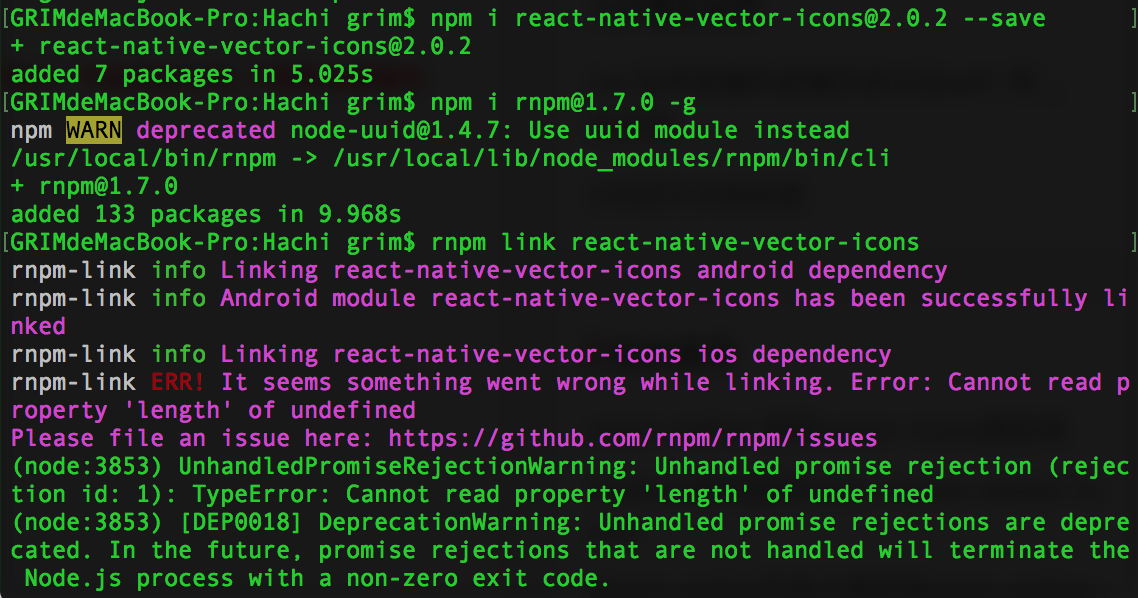 [GRIMdeMacBook-Pro:Hachi grim$ npm i react-native-vector-icons@2.0.2 --save ]
+ react-native-vector-icons@2.0.2
added 7 packages in 5.025s
[GRIMdeMacBook-Pro:Hachi grim$ npm i rnpm@1.7.0 -g ]
npm WARN deprecated node-uuid@1.4.7: Use uuid module instead
/usr/local/bin/rnpm -> /usr/local/lib/node_modules/rnpm/bin/cli
+ rnpm@1.7.0
added 133 packages in 9.968s
[GRIMdeMacBook-Pro:Hachi grim$ rnpm link react-native-vector-icons ]
rnpm-link info Linking react-native-vector-icons android dependency
rnpm-link info Android module react-native-vector-icons has been successfully li
nked
rnpm-link info Linking react-native-vector-icons ios dependency
rnpm-link ERR! It seems something went wrong while linking. Error: Cannot read p
roperty 'length' of undefined
Please file an issue here: https://github.com/rnpm/rnpm/issues
(node:3853) UnhandledPromiseRejectionWarning: Unhandled promise rejection (rejec
tion id: 1): TypeError: Cannot read property 'length' of undefined
(node:3853) [DEP0018] DeprecationWarning: Unhandled promise rejections are depre
cated. In the future, promise rejections that are not handled will terminate the
Node.js process with a non-zero exit code.